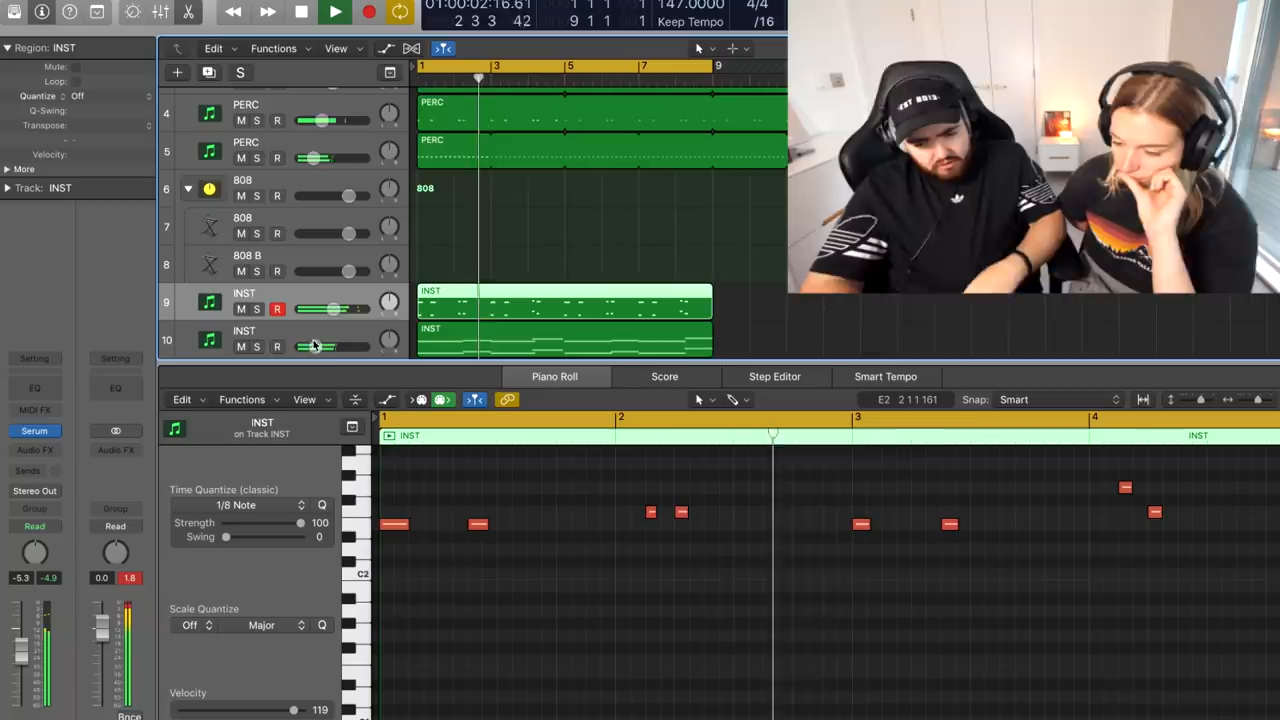 01:00:02:16.61
2 3 3 42
9 1 1 1
147.0000
Keep Tempo
4/4
/16
Region: INST
Mute:
Loop:
Quantize
Off
Q-Swing:
Transpose:
Velocity:
More
Track: INST
Edit
Functions
View
S
1
3
5
7
9
4
PERC
M S R
PERC
5
PERC
M S R
PERC
6
808
M S R
808
7
808
M S R
8
808 B
M S R
9
INST
M S R
INST
10
INST
M S R
INST
Setting
Setting
EQ
EQ
MIDI FX
Serum
Audio FX
Audio FX
Sends
Stereo Out
Group
Group
Read
Read
-5.3
-4.9
0.0
1.8
Bnce
Piano Roll
Score
Step Editor
Smart Tempo
Edit
Functions
View
E2 2 1 1 161
Snap:
Smart
INST
on Track INST
1
2
3
4
INST
INST
Time Quantize (classic)
1/8 Note
Q
Strength
100
Swing
0
C2
Scale Quantize
Off
Major
Q
Velocity
119